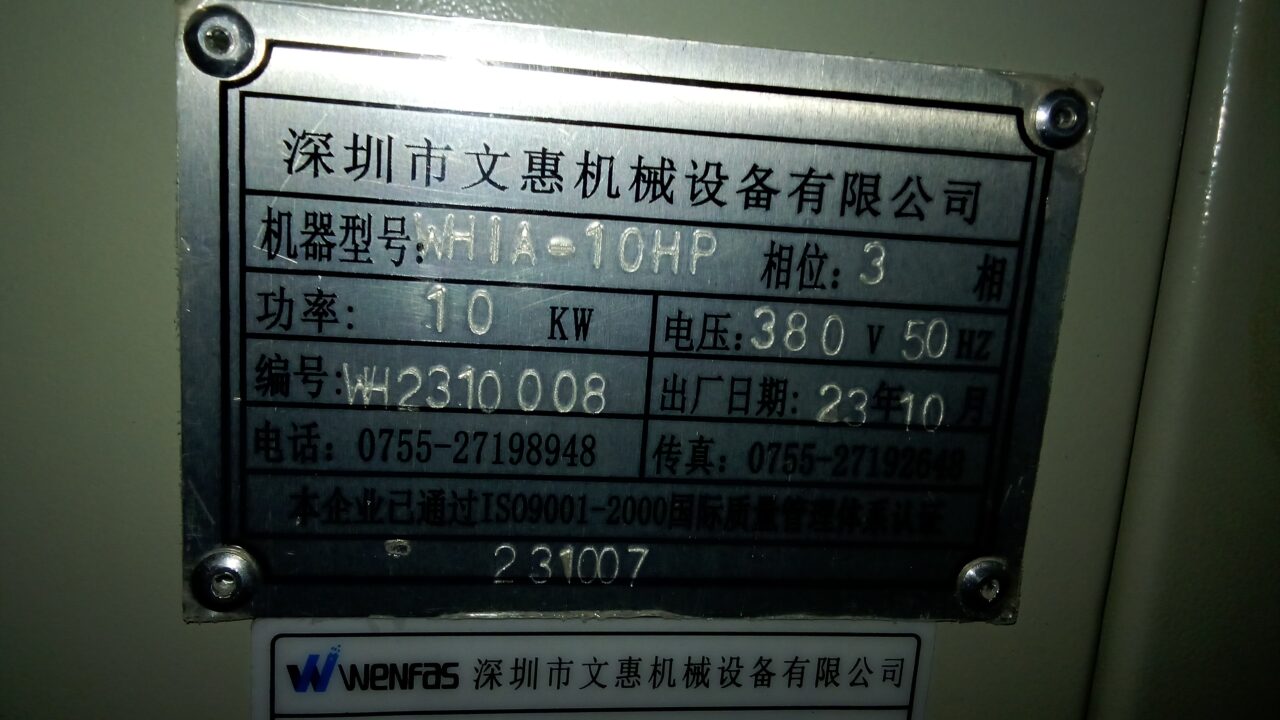 深圳市文惠机械设备有限公司
机器型号:WHIA-10HP 相位:3 相
功率: 10 KW 电压:380 V 50 HZ
编号:WH2310008 出厂日期:23年10月
电话: 0755-27198948 传真: 0755-27192648
本企业已通过ISO9001-2000国际质量管理体系认证
231007
WENFAS 深圳市文惠机械设备有限公司